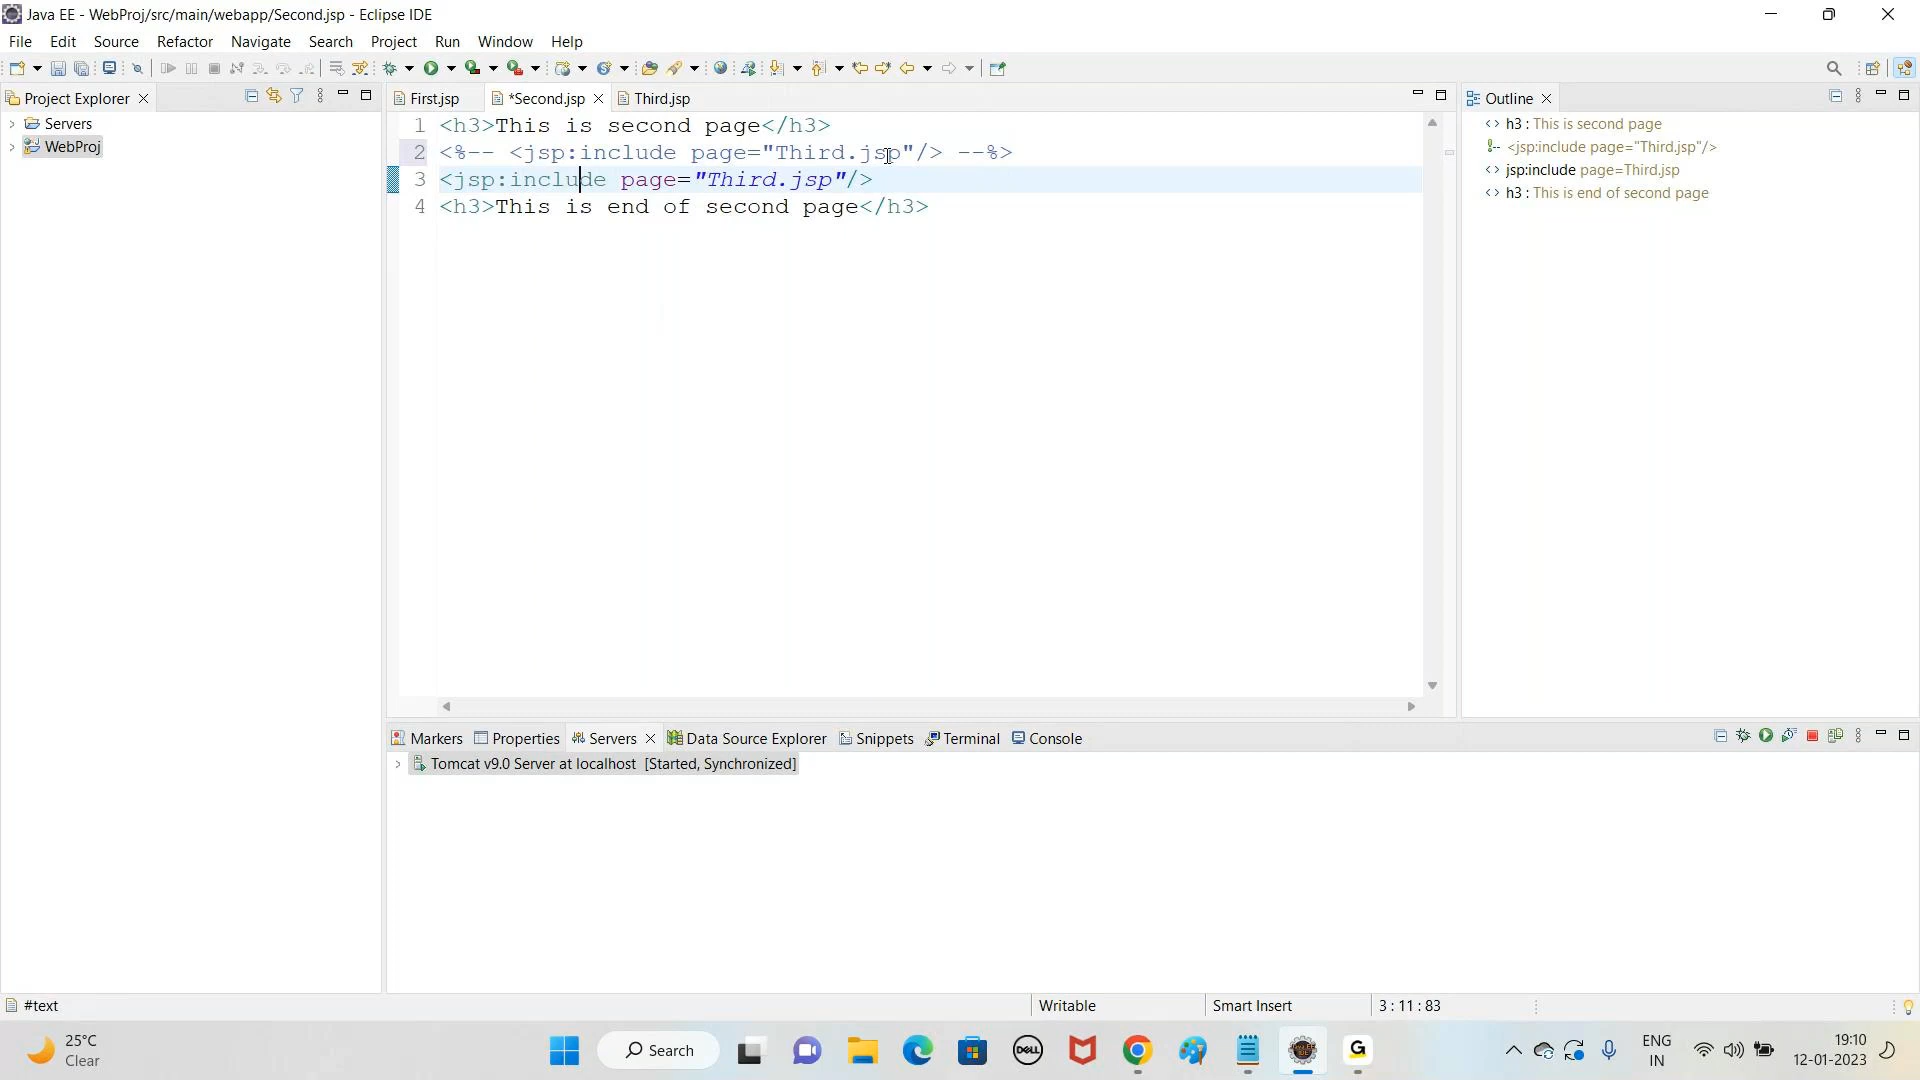 Java EE - WebProj/src/main/webapp/Second.jsp - Eclipse IDE
File Edit Source Refactor Navigate Search Project Run Window Help
Project Explorer
First.jsp *Second.jsp Third.jsp
Outline
Servers
WebProj
1 <h3>This is second page</h3>
2 <%-- <jsp:include page="Third.jsp"/> --%>
3 <jsp:include page="Third.jsp"/>
4 <h3>This is end of second page</h3>
h3 : This is second page
<jsp:include page="Third.jsp"/>
jsp:include page=Third.jsp
h3 : This is end of second page
Markers Properties Servers Data Source Explorer Snippets Terminal Console
Tomcat v9.0 Server at localhost [Started, Synchronized]
#text Writable Smart Insert 3 : 11 : 83
25°C
Clear
Search
DELL
G
ENG
IN
19:10
12-01-2023